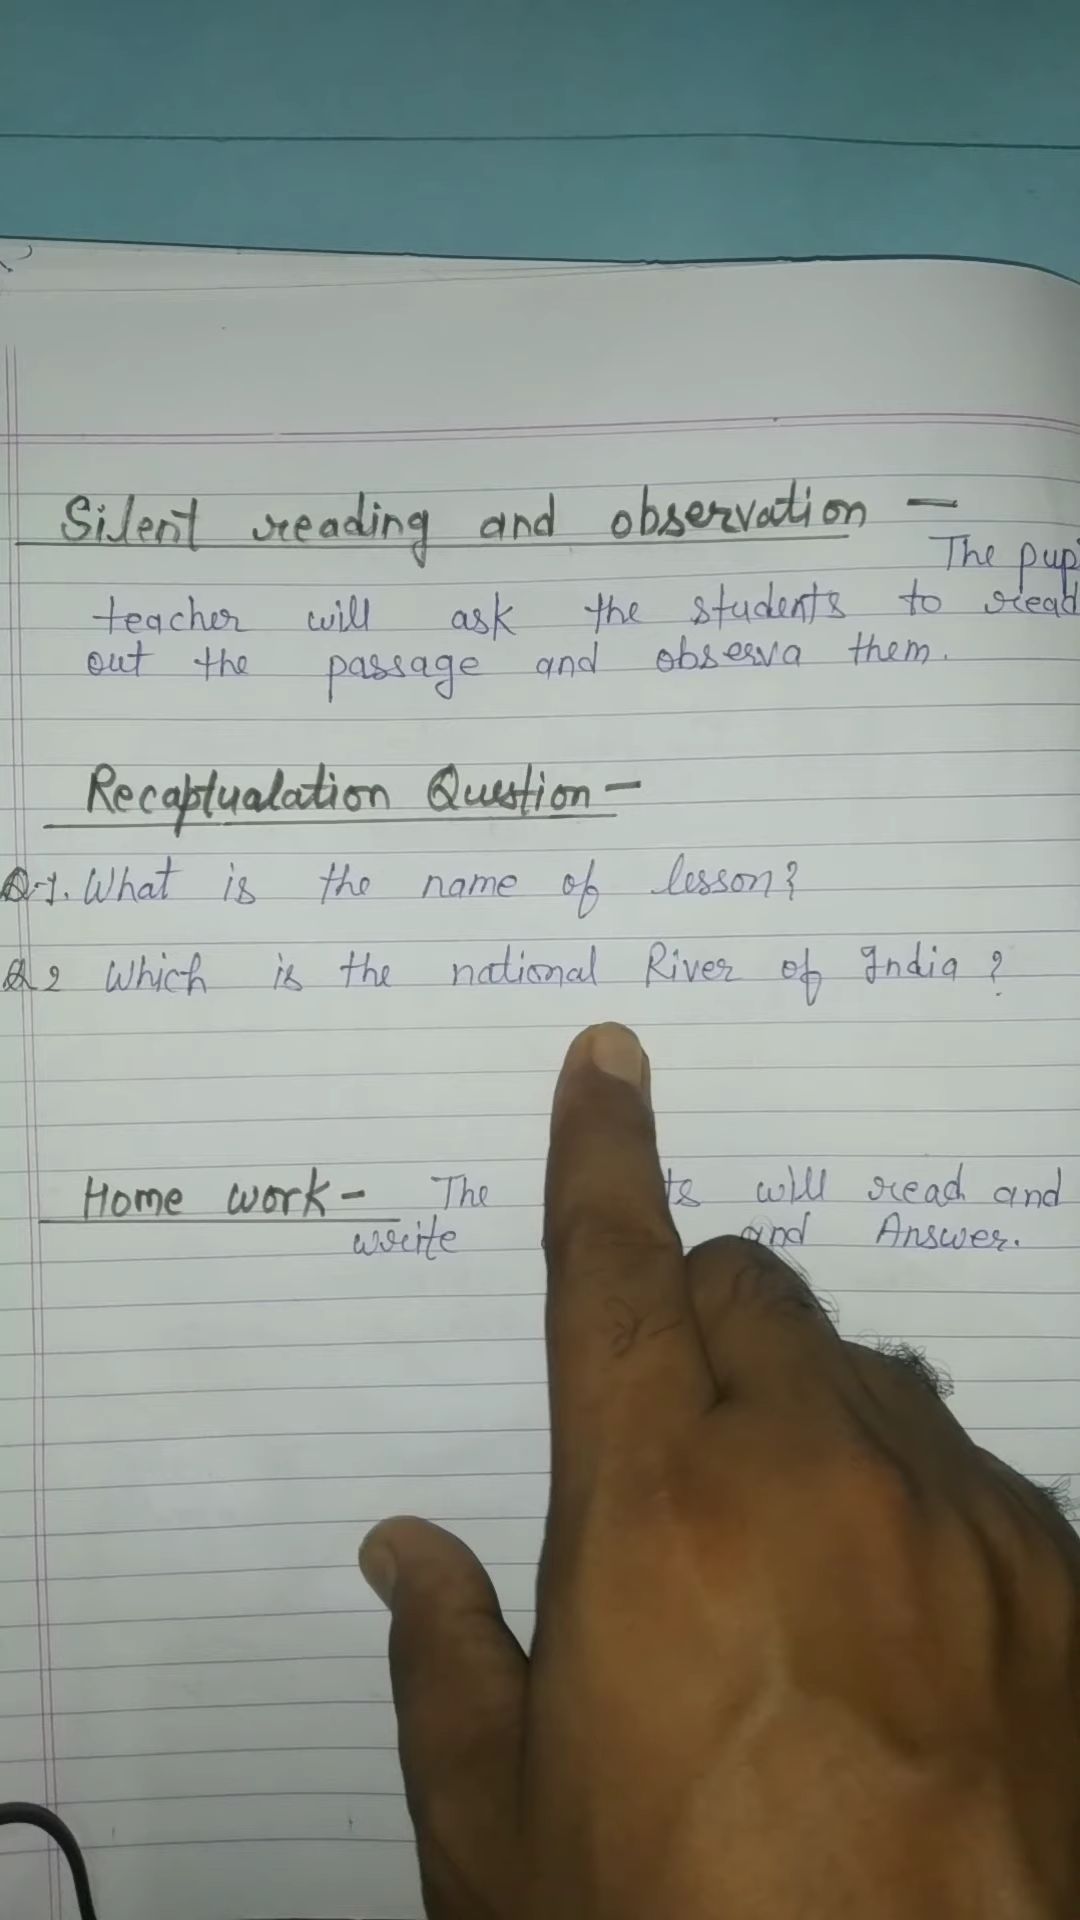 Silent reading and observation -
The pup
teacher will ask the students to read
out the passage and observa them.
Recaptualation Question -
Q-1. What is the name of lesson?
Q2 Which is the national River of India ?
Home work - The ts will read and
write and Answer.